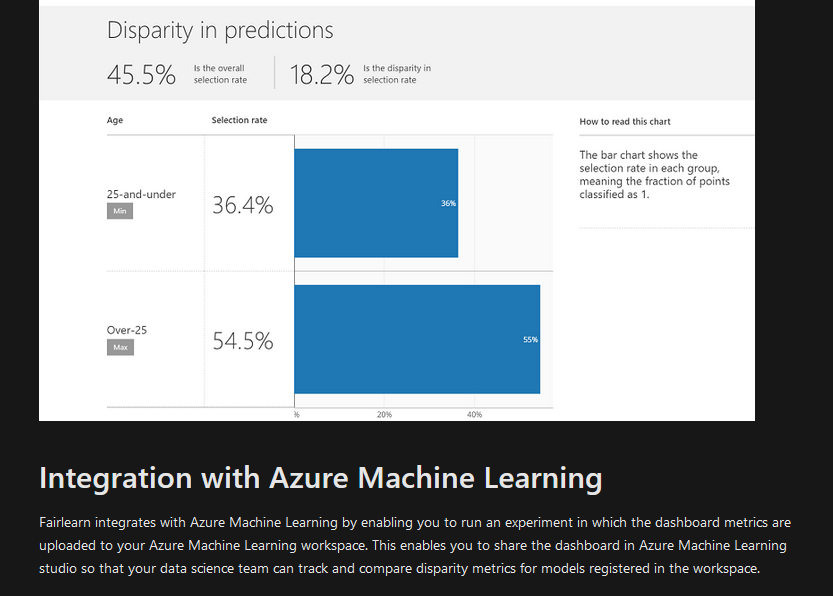 Disparity in predictions
45.5% Is the overall selection rate
18.2% Is the disparity in selection rate
Age Selection rate
25-and-under
Min
36.4%
36%
Over-25
Max
54.5%
55%
% 20% 40%
How to read this chart
The bar chart shows the
selection rate in each group,
meaning the fraction of points
classified as 1.
Integration with Azure Machine Learning
Fairlearn integrates with Azure Machine Learning by enabling you to run an experiment in which the dashboard metrics are
uploaded to your Azure Machine Learning workspace. This enables you to share the dashboard in Azure Machine Learning
studio so that your data science team can track and compare disparity metrics for models registered in the workspace.